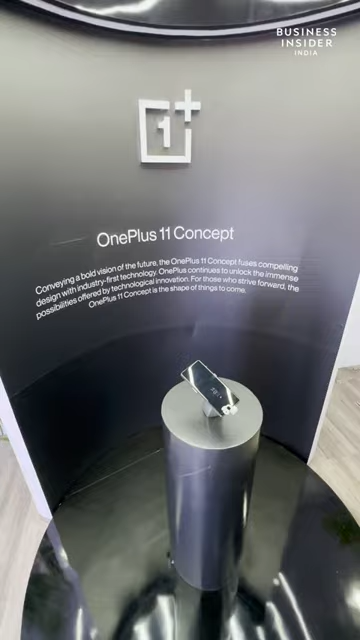 BUSINESS
INSIDER
INDIA
1+
OnePlus 11 Concept
Conveying a bold vision of the future, the OnePlus 11 Concept fuses compelling
design with industry-first technology. OnePlus continues to unlock the immense
possibilities offered by technological innovation. For those who strive forward, the
OnePlus 11 Concept is the shape of things to come.